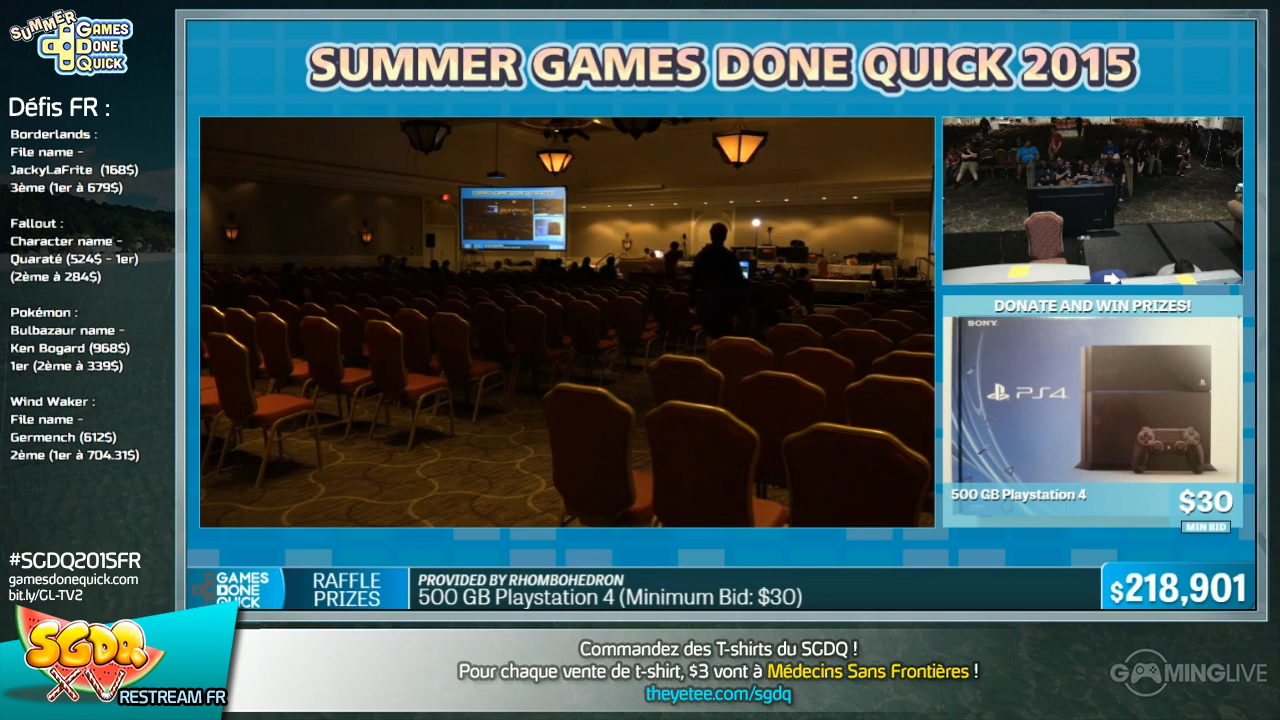 SUMMER
GAMES
DONE
QUICK
Défis FR :
Borderlands :
File name -
JackyLaFrite (168$)
3ème (1er à 679$)
Fallout :
Character name -
Quaraté (524$ - 1er)
(2ème à 284$)
Pokémon :
Bulbazaur name -
Ken Bogard (968$)
1er (2ème à 339$)
Wind Waker :
File name -
Germench (612$)
2ème (1er à 704.31$)
#SGDQ2015FR
gamesdonequick.com
bit.ly/GL-TV2
SGDQ
RESTREAM FR
SUMMER GAMES DONE QUICK 2015
DONATE AND WIN PRIZES!
SONY
PS4
500 GB Playstation 4
$30
MIN BID
GAMES
DONE
QUICK
RAFFLE
PRIZES
PROVIDED BY RHOMBOHEDRON
500 GB Playstation 4 (Minimum Bid: $30)
$218,901
Commandez des T-shirts du SGDQ !
Pour chaque vente de t-shirt, $3 vont à Médecins Sans Frontières !
theyetee.com/sgdq
GAMINGLIVE